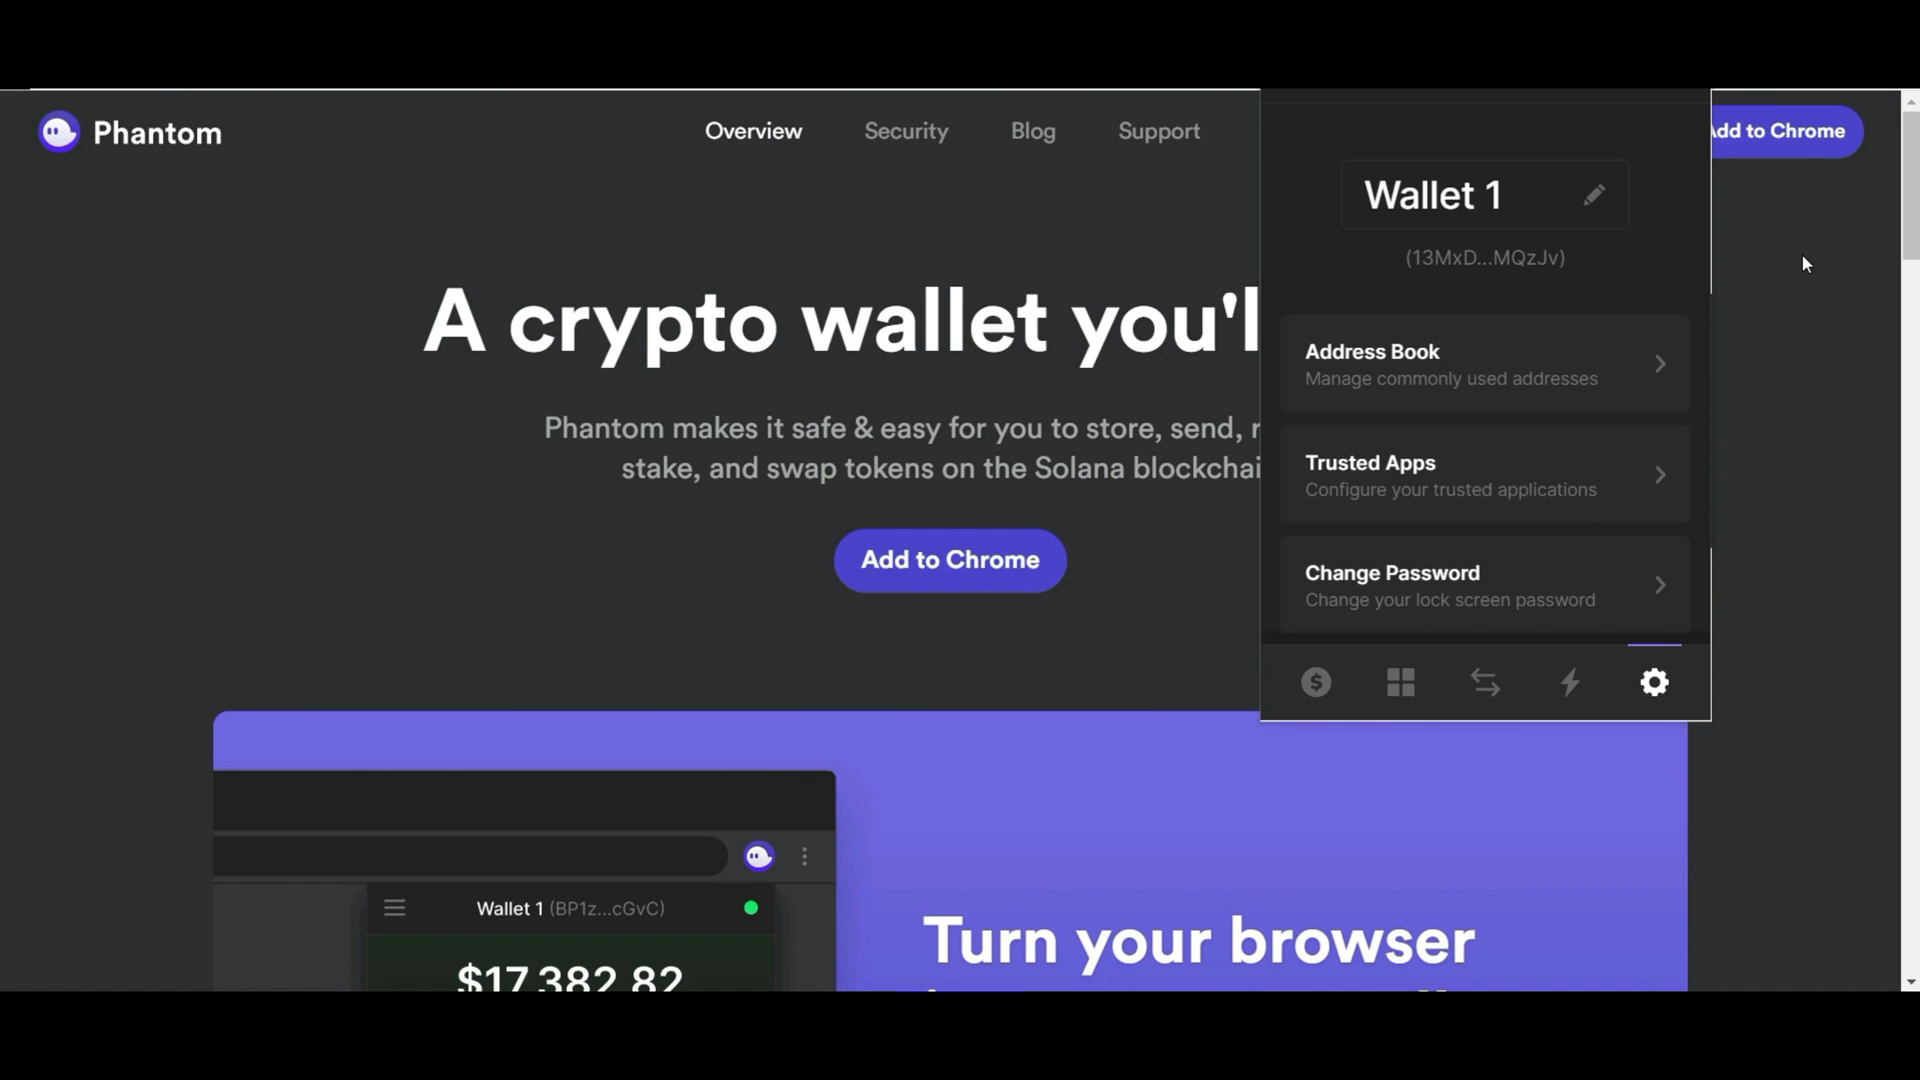 Phantom
Overview
Security
Blog
Support
Add to Chrome
A crypto wallet you'l
Phantom makes it safe & easy for you to store, send,
stake, and swap tokens on the Solana blockchai
Add to Chrome
Wallet 1
(13MxD...MQzJv)
Address Book
Manage commonly used addresses
Trusted Apps
Configure your trusted applications
Change Password
Change your lock screen password
Wallet 1 (BP1z...cGvC)
$17,382.82
Turn your browser